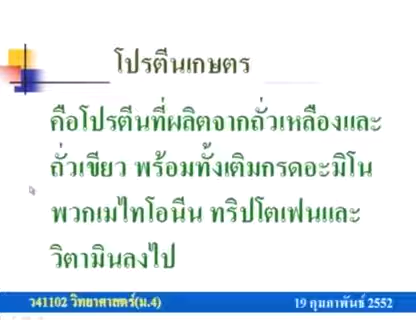 โปรตีนเกษตร
คือโปรตีนที่ผลิตจากถั่วเหลืองและ
ถั่วเขียว พร้อมทั้งเติมกรดอะมิโน
พวกเมไทโอนีน ทริปโตเฟนและ
วิตามินลงไป
ว41102 วิทยาศาสตร์(ม.4)
19 กุมภาพันธ์ 2552